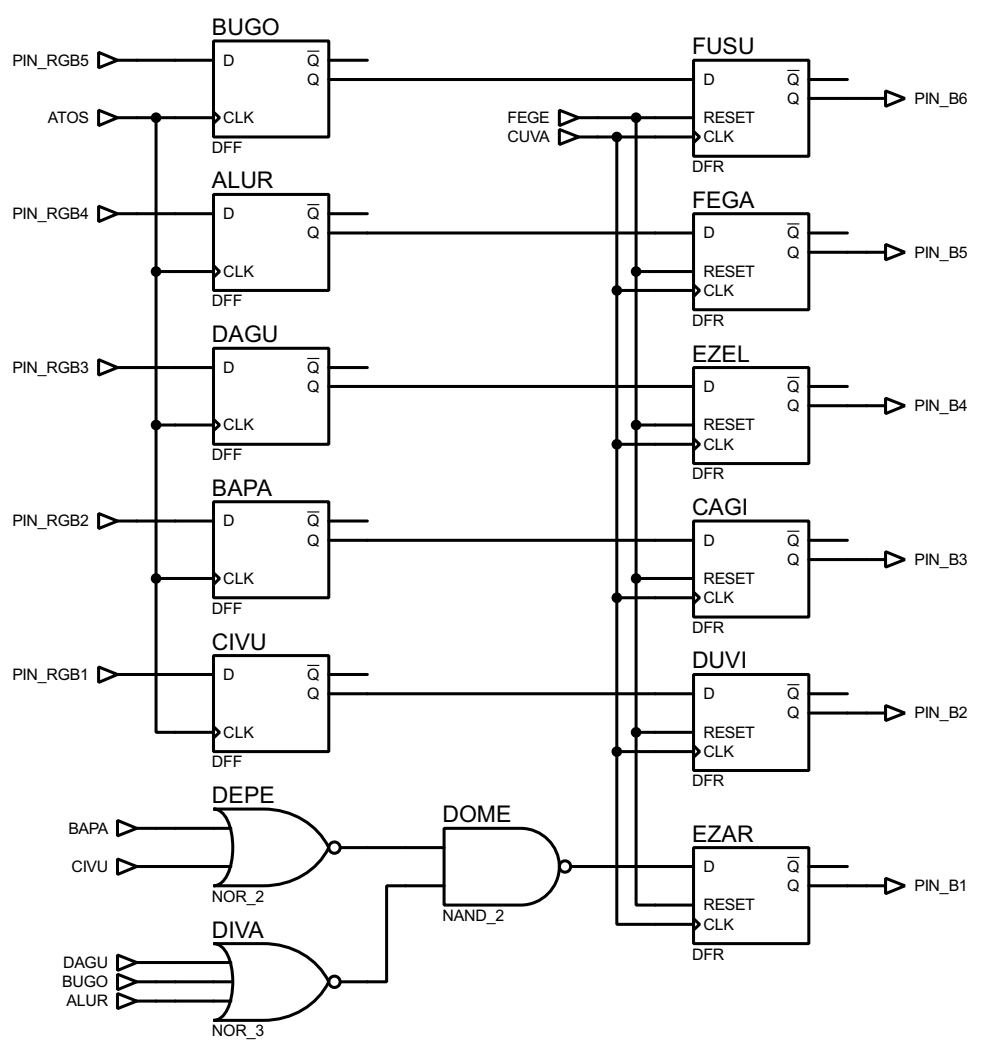 BUGO
PIN_RGB5 D Q Q
FUSU
D Q Q PIN_B6
ATOS CLK FEGE RESET
CUVA CLK
DFF
DFR
ALUR
PIN_RGB4 D Q Q
FEGA
D Q Q PIN_B5
CLK RESET
CLK
DFF
DFR
DAGU
PIN_RGB3 D Q Q
EZEL
D Q Q PIN_B4
CLK RESET
CLK
DFF
DFR
BAPA
PIN_RGB2 D Q Q
CAGI
D Q Q PIN_B3
CLK RESET
CLK
DFF
DFR
CIVU
PIN_RGB1 D Q Q
DUVI
D Q Q PIN_B2
CLK RESET
CLK
DFF
DFR
DEPE
BAPA
CIVU
NOR_2
DOME
NAND_2
EZAR
D Q Q PIN_B1
RESET
CLK
DFR
DIVA
DAGU
BUGO
ALUR
NOR_3